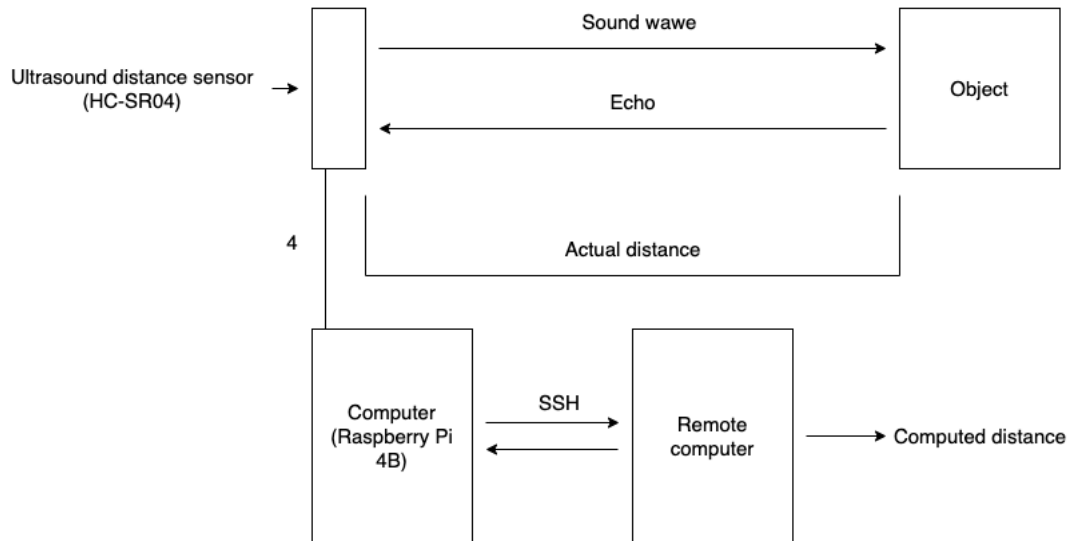 Sound wawe
Ultrasound distance sensor
(HC-SR04)
Object
Echo
4
Actual distance
Computer
(Raspberry Pi
4B)
SSH
Remote
computer
Computed distance